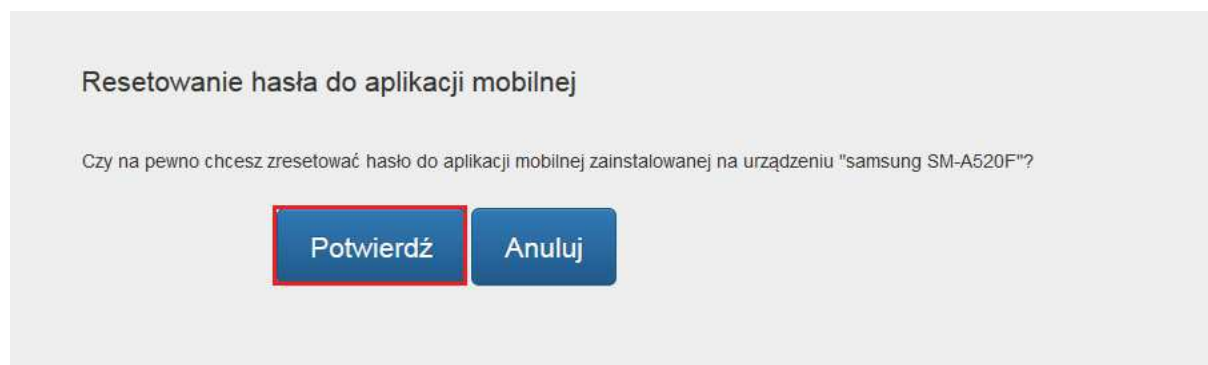 Resetowanie hasła do aplikacji mobilnej
Czy na pewno chcesz zresetować hasło do aplikacji mobilnej zainstalowanej na urządzeniu "samsung SM-A520F"?
Potwierdź Anuluj